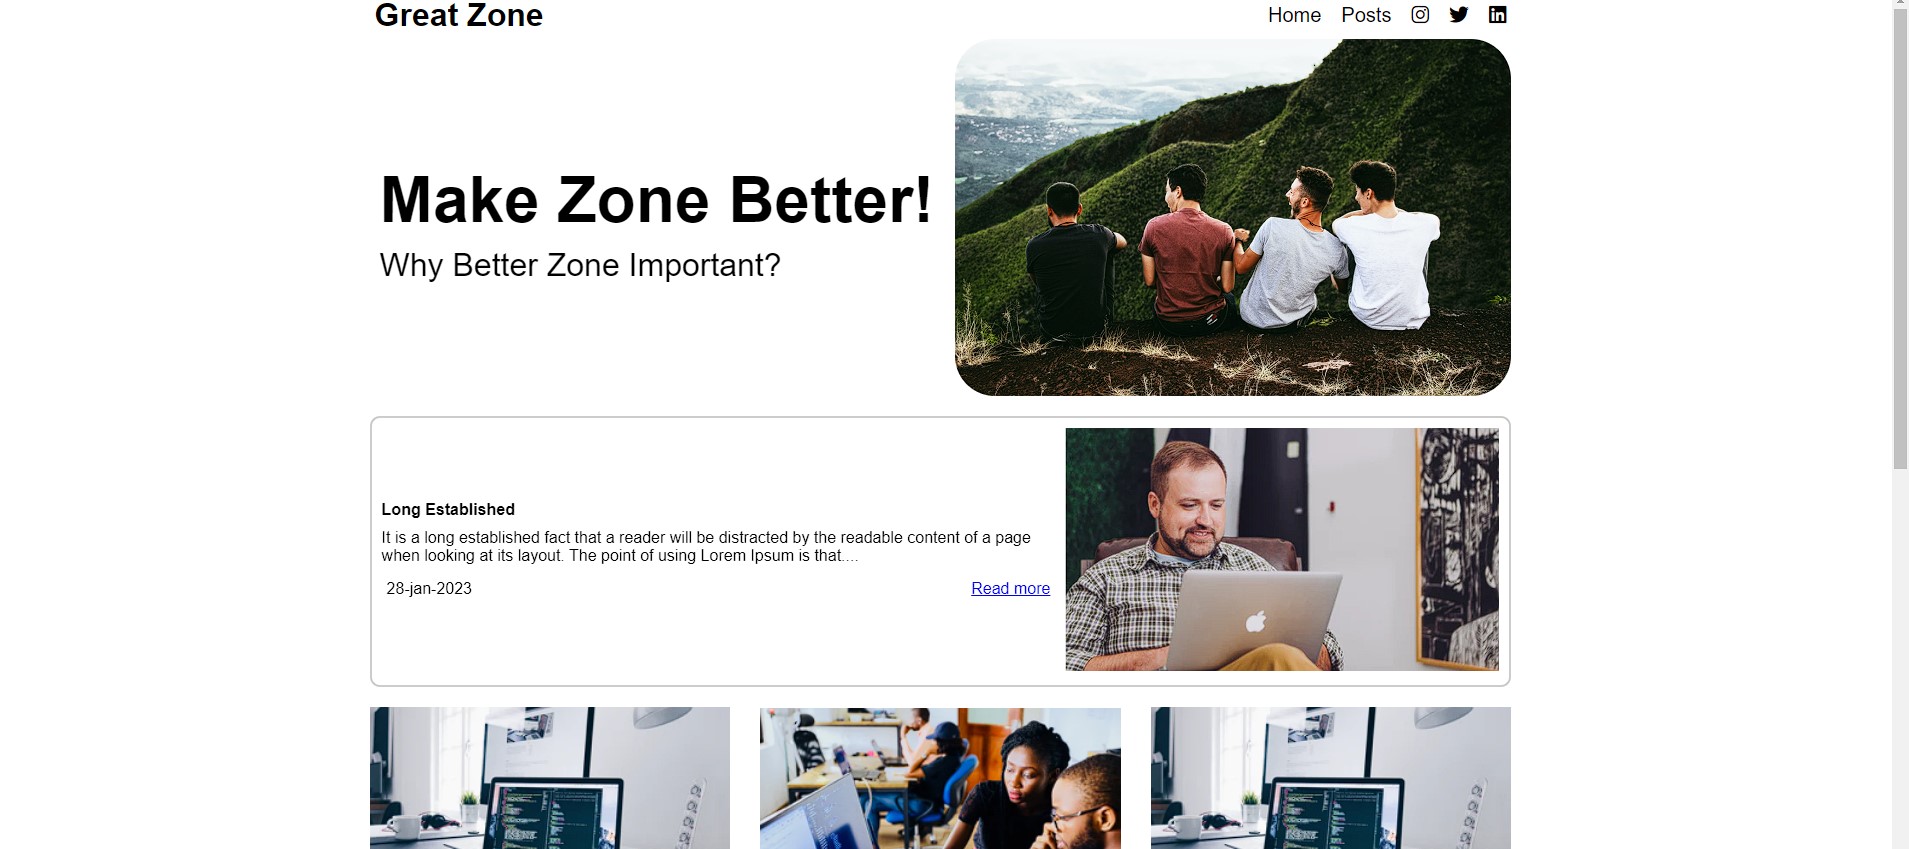 Great Zone
Home Posts
Make Zone Better!
Why Better Zone Important?
Long Established
It is a long established fact that a reader will be distracted by the readable content of a page
when looking at its layout. The point of using Lorem Ipsum is that....
28-jan-2023 Read more